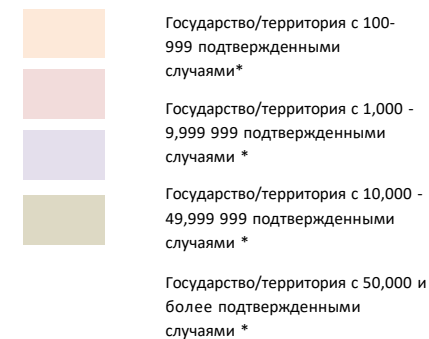 Государство/территория с 100-
999 подтвержденными
случаями*
Государство/территория с 1,000 -
9,999 999 подтвержденными
случаями *
Государство/территория с 10,000 -
49,999 999 подтвержденными
случаями *
Государство/территория с 50,000 и
более подтвержденными
случаями *